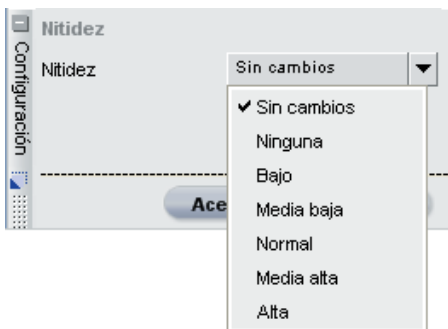 Nitidez
Configuración
Nitidez
Sin cambios
Sin cambios
Ninguna
Bajo
Media baja
Normal
Media alta
Alta